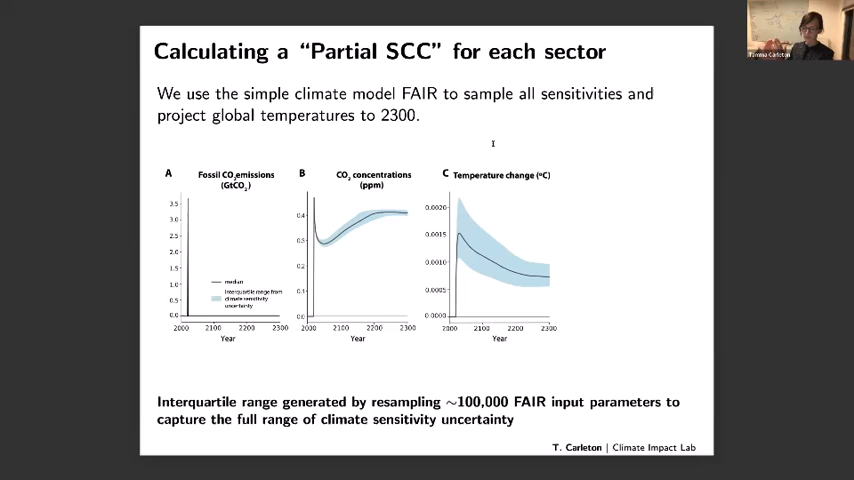 Calculating a “Partial SCC” for each sector
We use the simple climate model FAIR to sample all sensitivities and
project global temperatures to 2300.
A
Fossil CO2 emissions
(GtCO2)
3.5
3.0
2.5
2.0
1.5
1.0
0.5
0.0
median
Interquartile range from
climate sensitivity
uncertainty
2000 2100 2200 2300
Year
B
CO2 concentrations
(ppm)
0.4
0.3
0.2
0.1
0.0
2000 2100 2200 2300
Year
C Temperature change (ºC)
0.0020
0.0015
0.0010
0.0005
0.0000
2000 2100 2200 2300
Year
Interquartile range generated by resampling ~100,000 FAIR input parameters to
capture the full range of climate sensitivity uncertainty
T. Carleton | Climate Impact Lab
Tamma Carleton